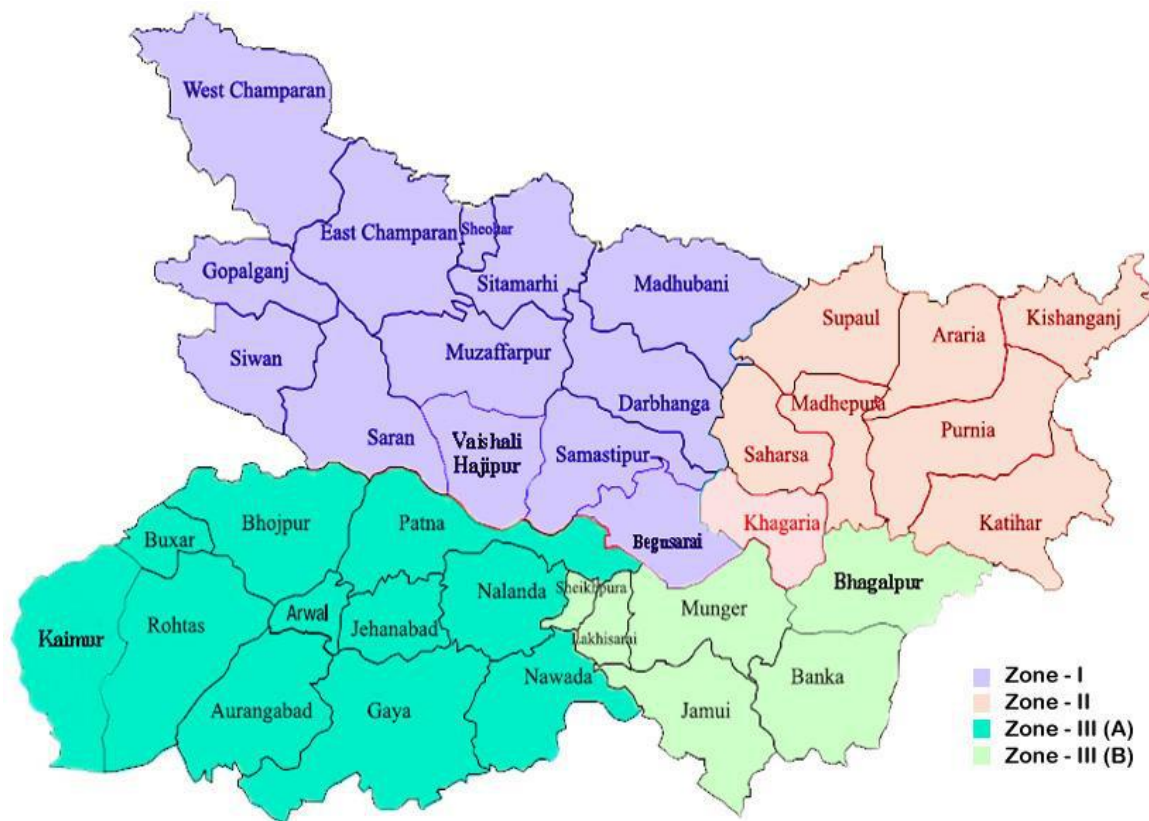 West Champaran
East Champaran
Sheohar
Sitamarhi
Gopalganj
Madhubani
Siwan
Muzaffarpur
Supaul
Araria
Kishanganj
Darbhanga
Madhepura
Saran
Vaishali
Hajipur
Samastipur
Saharsa
Purnia
Begusarai
Khagaria
Katihar
Bhojpur
Patna
Buxar
Nalanda
Sheikhpura
Munger
Bhagalpur
Kaimur
Rohtas
Arwal
Jehanabad
Lakhisarai
Nawada
Banka
Aurangabad
Gaya
Jamui
Zone - I
Zone - II
Zone - III (A)
Zone - III (B)